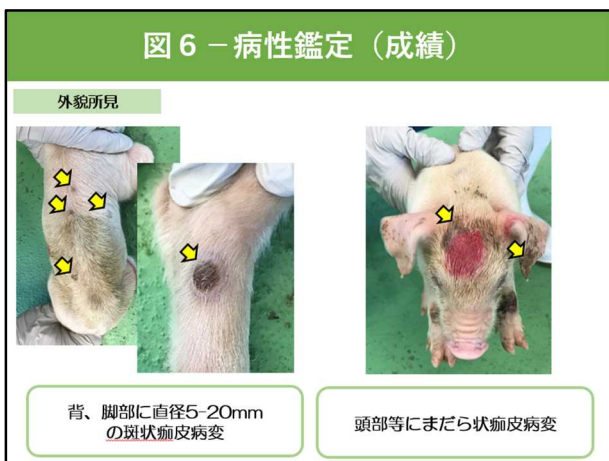 図6－病性鑑定（成績）
外貌所見
背、脚部に直径5-20mm
の斑状痂皮病変
頭部等にまだら状痂皮病変